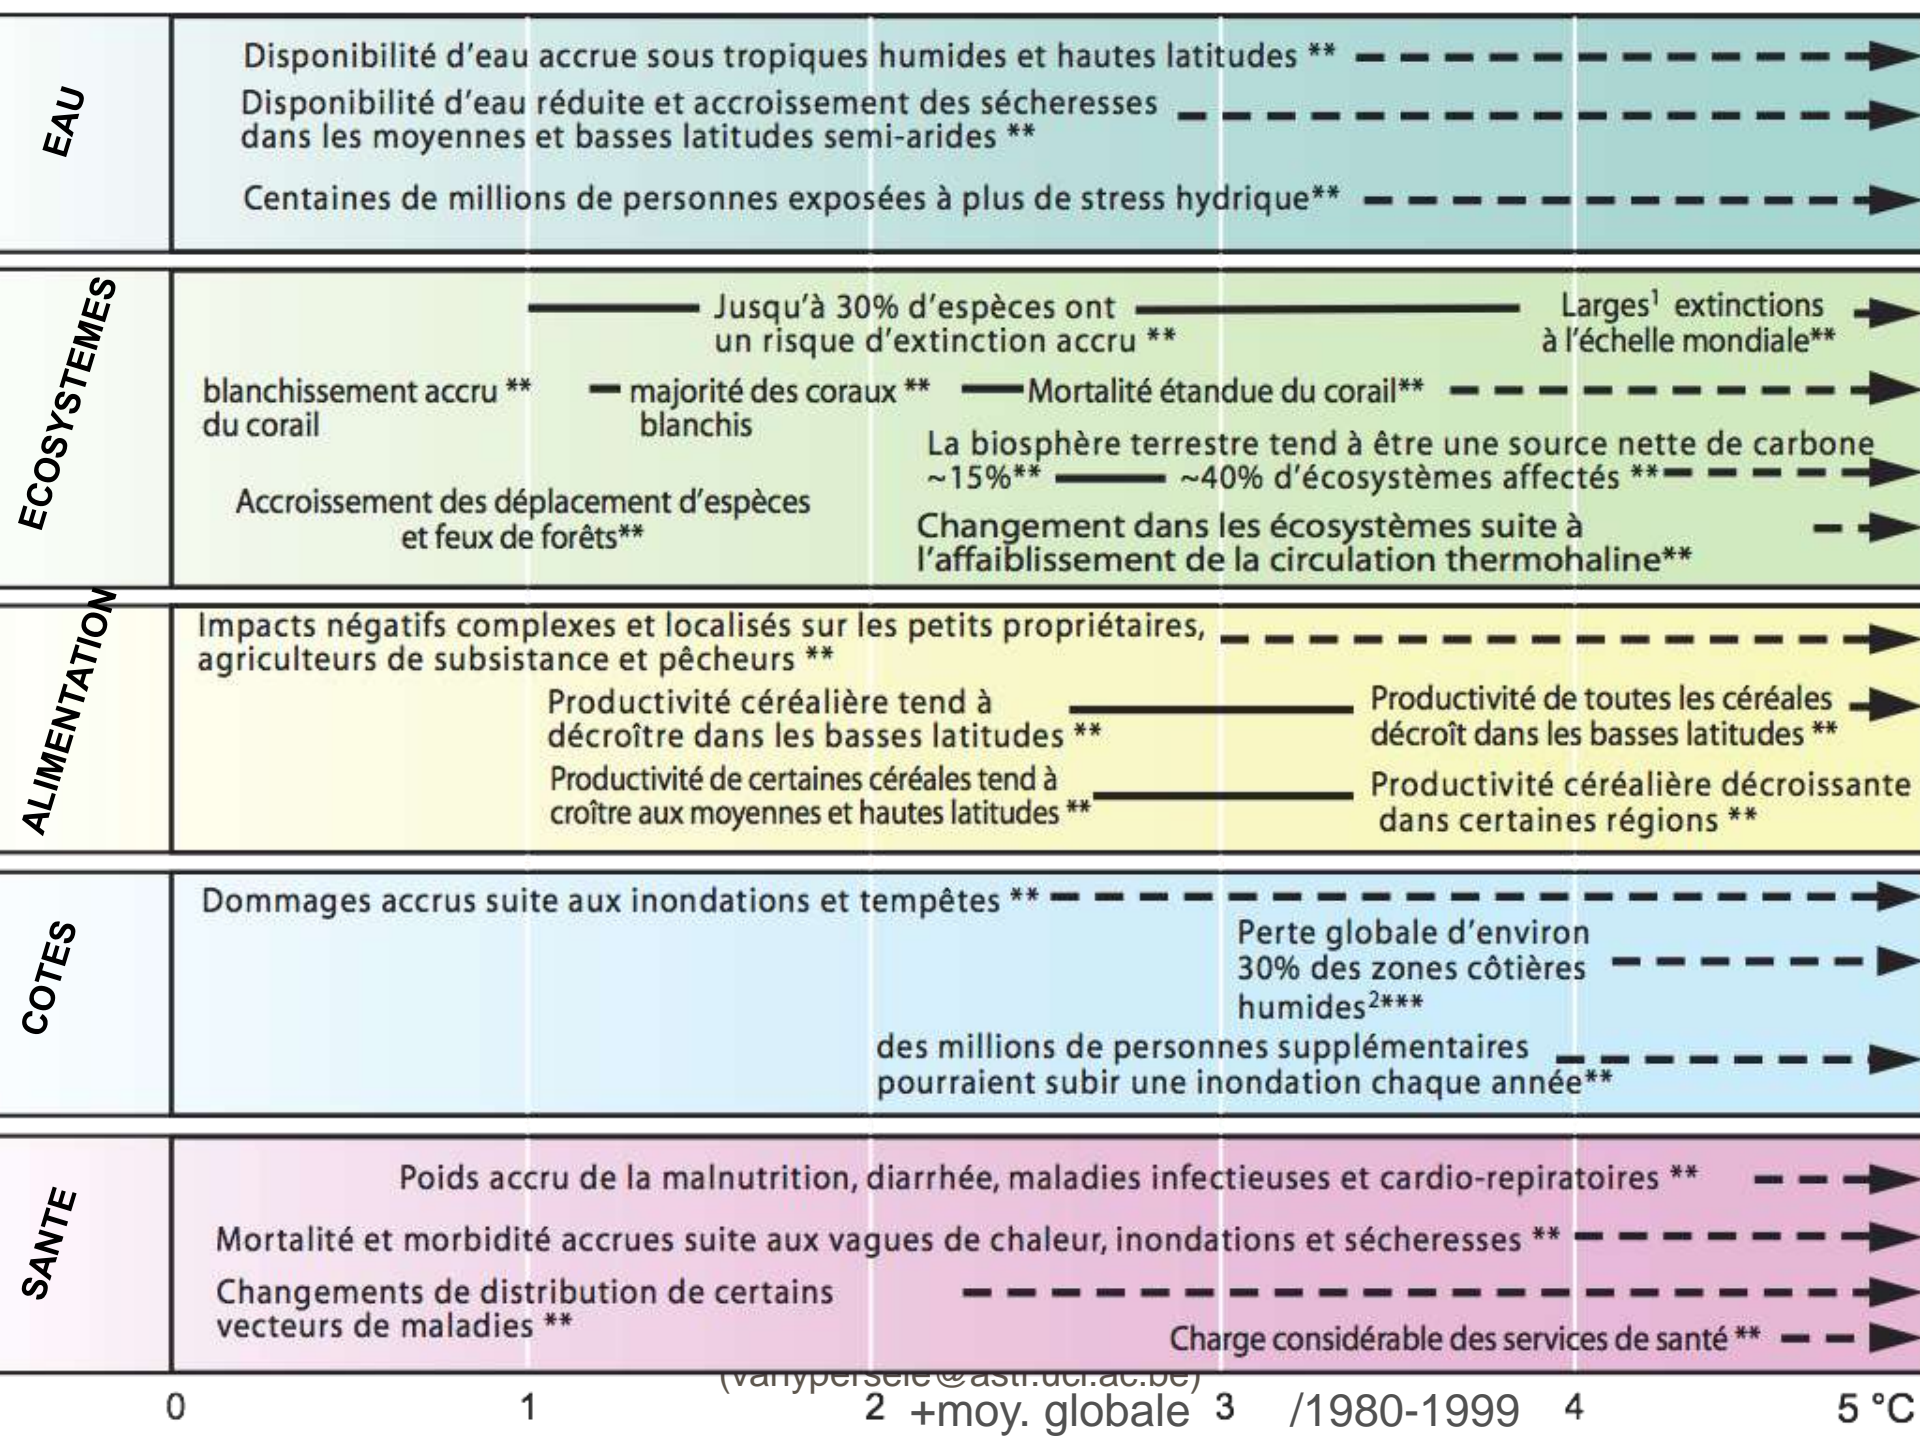 EAU
Disponibilité d'eau accrue sous tropiques humides et hautes latitudes **
Disponibilité d'eau réduite et accroissement des sécheresses
dans les moyennes et basses latitudes semi-arides **
Centaines de millions de personnes exposées à plus de stress hydrique**
ECOSYSTEMES
Jusqu'à 30% d'espèces ont
un risque d'extinction accru **
Larges¹ extinctions
à l'échelle mondiale**
blanchissement accru **
du corail
majorité des coraux **
blanchis
Mortalité étandue du corail**
La biosphère terrestre tend à être une source nette de carbone
~15%** ~40% d'écosystèmes affectés **
Accroissement des déplacement d'espèces
et feux de forêts**
Changement dans les écosystèmes suite à
l'affaiblissement de la circulation thermohaline**
ALIMENTATION
Impacts négatifs complexes et localisés sur les petits propriétaires,
agriculteurs de subsistance et pêcheurs **
Productivité céréalière tend à
décroître dans les basses latitudes **
Productivité de toutes les céréales
décroît dans les basses latitudes **
Productivité de certaines céréales tend à
croître aux moyennes et hautes latitudes **
Productivité céréalière décroissante
dans certaines régions **
COTES
Dommages accrus suite aux inondations et tempêtes **
Perte globale d'environ
30% des zones côtières
humides²***
des millions de personnes supplémentaires
pourraient subir une inondation chaque année**
SANTE
Poids accru de la malnutrition, diarrhée, maladies infectieuses et cardio-repiratoires **
Mortalité et morbidité accrues suite aux vagues de chaleur, inondations et sécheresses **
Changements de distribution de certains
vecteurs de maladies **
Charge considérable des services de santé **
(vanypersele@astr.ucl.ac.be)
0 1 2 +moy. globale 3 /1980-1999 4 5 °C